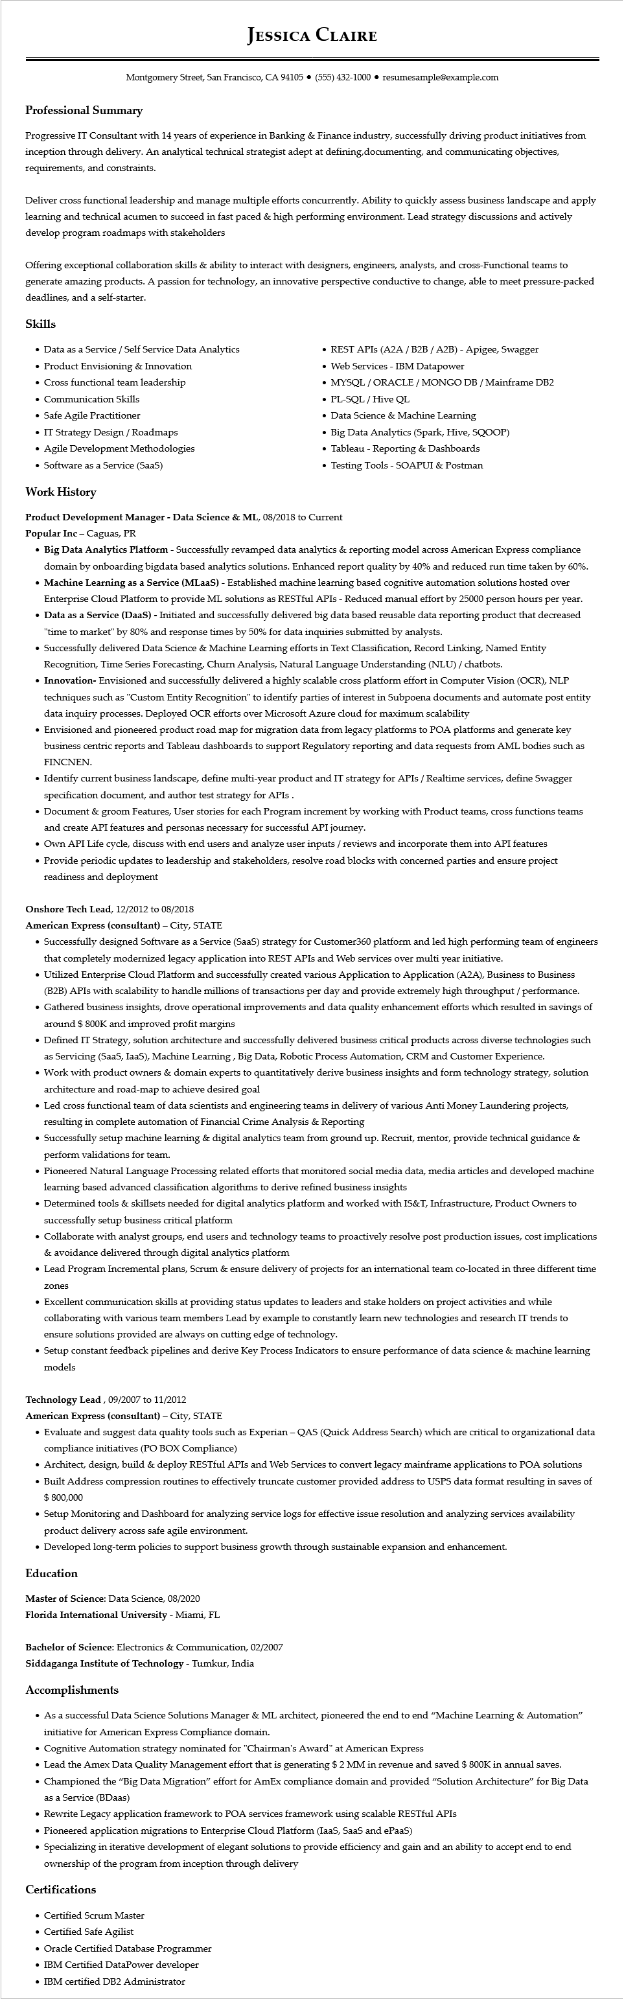 Jessica Claire
Montgomery Street, San Francisco, CA 94105 ● (555) 432-1000 ● resumesample@example.com
Professional Summary
Progressive IT Consultant with 14 years of experience in Banking & Finance industry, successfully driving product initiatives from
inception through delivery. An analytical technical strategist adept at defining,documenting, and communicating objectives,
requirements, and constraints.
Deliver cross functional leadership and manage multiple efforts concurrently. Ability to quickly assess business landscape and apply
learning and technical acumen to succeed in fast paced & high performing environment. Lead strategy discussions and actively
develop program roadmaps with stakeholders
Offering exceptional collaboration skills & ability to interact with designers, engineers, analysts, and cross-Functional teams to
generate amazing products. A passion for technology, an innovative perspective conductive to change, able to meet pressure-packed
deadlines, and a self-starter.
Skills
• Data as a Service / Self Service Data Analytics
• Product Envisioning & Innovation
• Cross functional team leadership
• Communication Skills
• Safe Agile Practitioner
• IT Strategy Design / Roadmaps
• Agile Development Methodologies
• Software as a Service (SaaS)
• REST APIs (A2A / B2B / A2B) - Apigee, Swagger
• Web Services - IBM Datapower
• MYSQL / ORACLE / MONGO DB / Mainframe DB2
• PL-SQL / Hive QL
• Data Science & Machine Learning
• Big Data Analytics (Spark, Hive, SQOOP)
• Tableau - Reporting & Dashboards
• Testing Tools - SOAPUI & Postman
Work History
Product Development Manager - Data Science & ML, 08/2018 to Current
Popular Inc – Caguas, PR
• Big Data Analytics Platform - Successfully revamped data analytics & reporting model across American Express compliance
domain by onboarding bigdata based analytics solutions. Enhanced report quality by 40% and reduced run time taken by 60%.
• Machine Learning as a Service (MLaaS) - Established machine learning based cognitive automation solutions hosted over
Enterprise Cloud Platform to provide ML solutions as RESTful APIs - Reduced manual effort by 25000 person hours per year.
• Data as a Service (DaaS) - Initiated and successfully delivered big data based reusable data reporting product that decreased
"time to market" by 80% and response times by 50% for data inquiries submitted by analysts.
• Successfully delivered Data Science & Machine Learning efforts in Text Classification, Record Linking, Named Entity
Recognition, Time Series Forecasting, Churn Analysis, Natural Language Understanding (NLU) / chatbots.
• Innovation- Envisioned and successfully delivered a highly scalable cross platform effort in Computer Vision (OCR), NLP
techniques such as "Custom Entity Recognition" to identify parties of interest in Subpoena documents and automate post entity
data inquiry processes. Deployed OCR efforts over Microsoft Azure cloud for maximum scalability
• Envisioned and pioneered product road map for migration data from legacy platforms to POA platforms and generate key
business centric reports and Tableau dashboards to support Regulatory reporting and data requests from AML bodies such as
FINCNEN.
• Identify current business landscape, define multi-year product and IT strategy for APIs / Realtime services, define Swagger
specification document, and author test strategy for APIs .
• Document & groom Features, User stories for each Program increment by working with Product teams, cross functions teams
and create API features and personas necessary for successful API journey.
• Own API Life cycle, discuss with end users and analyze user inputs / reviews and incorporate them into API features
• Provide periodic updates to leadership and stakeholders, resolve road blocks with concerned parties and ensure project
readiness and deployment
Onshore Tech Lead, 12/2012 to 08/2018
American Express (consultant) – City, STATE
• Successfully designed Software as a Service (SaaS) strategy for Customer360 platform and led high performing team of engineers
that completely modernized legacy application into REST APIs and Web services over multi year initiative.
• Utilized Enterprise Cloud Platform and successfully created various Application to Application (A2A), Business to Business
(B2B) APIs with scalability to handle millions of transactions per day and provide extremely high throughput / performance.
• Gathered business insights, drove operational improvements and data quality enhancement efforts which resulted in savings of
around $ 800K and improved profit margins
• Defined IT Strategy, solution architecture and successfully delivered business critical products across diverse technologies such
as Servicing (SaaS, IaaS), Machine Learning , Big Data, Robotic Process Automation, CRM and Customer Experience.
• Work with product owners & domain experts to quantitatively derive business insights and form technology strategy, solution
architecture and road-map to achieve desired goal
• Led cross functional team of data scientists and engineering teams in delivery of various Anti Money Laundering projects,
resulting in complete automation of Financial Crime Analysis & Reporting
• Successfully setup machine learning & digital analytics team from ground up. Recruit, mentor, provide technical guidance &
perform validations for team.
• Pioneered Natural Language Processing related efforts that monitored social media data, media articles and developed machine
learning based advanced classification algorithms to derive refined business insights
• Determined tools & skillsets needed for digital analytics platform and worked with IS&T, Infrastructure, Product Owners to
successfully setup business critical platform
• Collaborate with analyst groups, end users and technology teams to proactively resolve post production issues, cost implications
& avoidance delivered through digital analytics platform
• Lead Program Incremental plans, Scrum & ensure delivery of projects for an international team co-located in three different time
zones
• Excellent communication skills at providing status updates to leaders and stake holders on project activities and while
collaborating with various team members Lead by example to constantly learn new technologies and research IT trends to
ensure solutions provided are always on cutting edge of technology.
• Setup constant feedback pipelines and derive Key Process Indicators to ensure performance of data science & machine learning
models
Technology Lead , 09/2007 to 11/2012
American Express (consultant) – City, STATE
• Evaluate and suggest data quality tools such as Experian – QAS (Quick Address Search) which are critical to organizational data
compliance initiatives (PO BOX Compliance)
• Architect, design, build & deploy RESTful APIs and Web Services to convert legacy mainframe applications to POA solutions
• Built Address compression routines to effectively truncate customer provided address to USPS data format resulting in saves of
$ 800,000
• Setup Monitoring and Dashboard for analyzing service logs for effective issue resolution and analyzing services availability
product delivery across safe agile environment.
• Developed long-term policies to support business growth through sustainable expansion and enhancement.
Education
Master of Science: Data Science, 08/2020
Florida International University - Miami, FL
Bachelor of Science: Electronics & Communication, 02/2007
Siddaganga Institute of Technology - Tumkur, India
Accomplishments
• As a successful Data Science Solutions Manager & ML architect, pioneered the end to end “Machine Learning & Automation”
initiative for American Express Compliance domain.
• Cognitive Automation strategy nominated for "Chairman's Award" at American Express
• Lead the Amex Data Quality Management effort that is generating $ 2 MM in revenue and saved $ 800K in annual saves.
• Championed the “Big Data Migration” effort for AmEx compliance domain and provided “Solution Architecture” for Big Data
as a Service (BDaas)
• Rewrite Legacy application framework to POA services framework using scalable RESTful APIs
• Pioneered application migrations to Enterprise Cloud Platform (IaaS, SaaS and ePaaS)
• Specializing in iterative development of elegant solutions to provide efficiency and gain and an ability to accept end to end
ownership of the program from inception through delivery
Certifications
• Certified Scrum Master
• Certified Safe Agilist
• Oracle Certified Database Programmer
• IBM Certified DataPower developer
• IBM certified DB2 Administrator